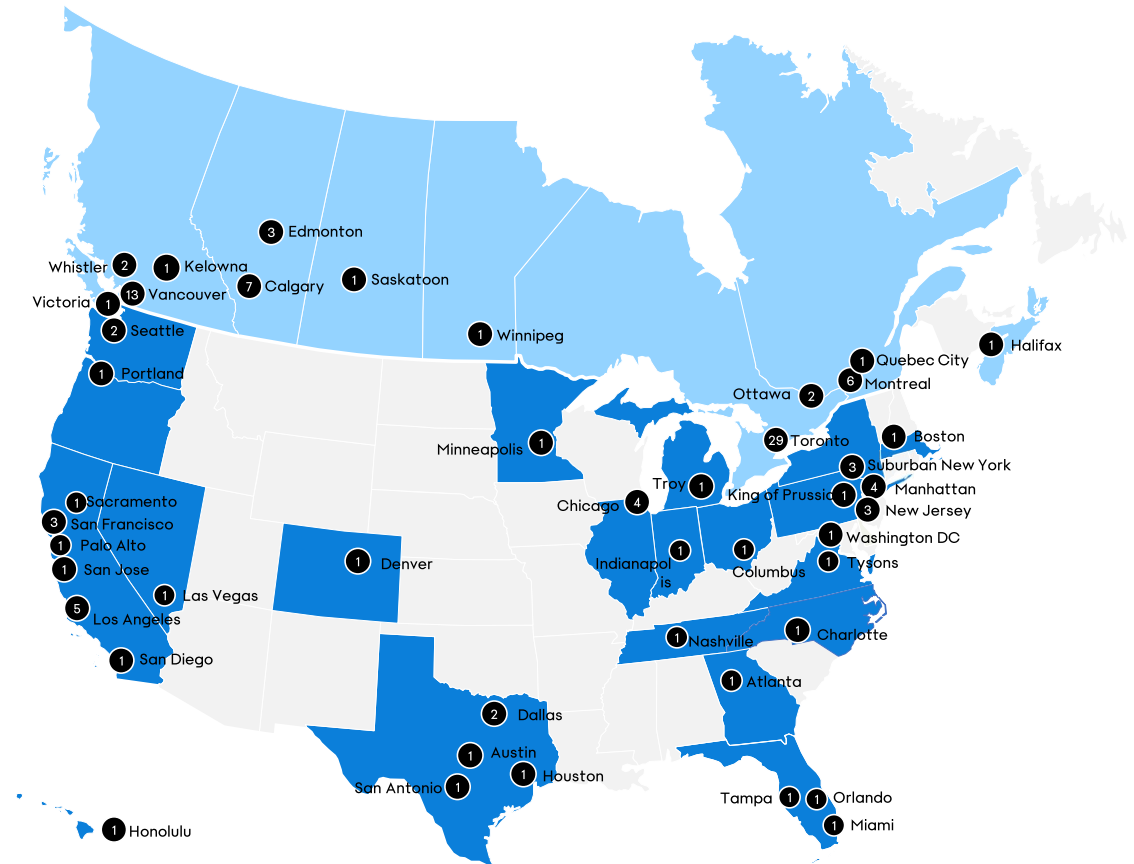 3 Edmonton
Whistler 2
1 Kelowna
7 Calgary
1 Saskatoon
Victoria 1
13 Vancouver
2 Seattle
1 Winnipeg
1 Portland
1 Halifax
1 Quebec City
6 Montreal
Ottawa 2
29 Toronto
1 Boston
Minneapolis 1
3 Suburban New York
Troy 1
4 Manhattan
King of Prussia 1
Chicago 4
3 New Jersey
1 Sacramento
3 San Francisco
1 Palo Alto
1 San Jose
1 Washington DC
1 Tysons
1 Denver
1
Indianapol
is
1
Columbus
1 Las Vegas
5 Los Angeles
1 San Diego
1 Nashville
1 Charlotte
1 Atlanta
2 Dallas
1 Austin
1 Houston
San Antonio 1
Tampa 1
1 Orlando
1 Miami
1 Honolulu